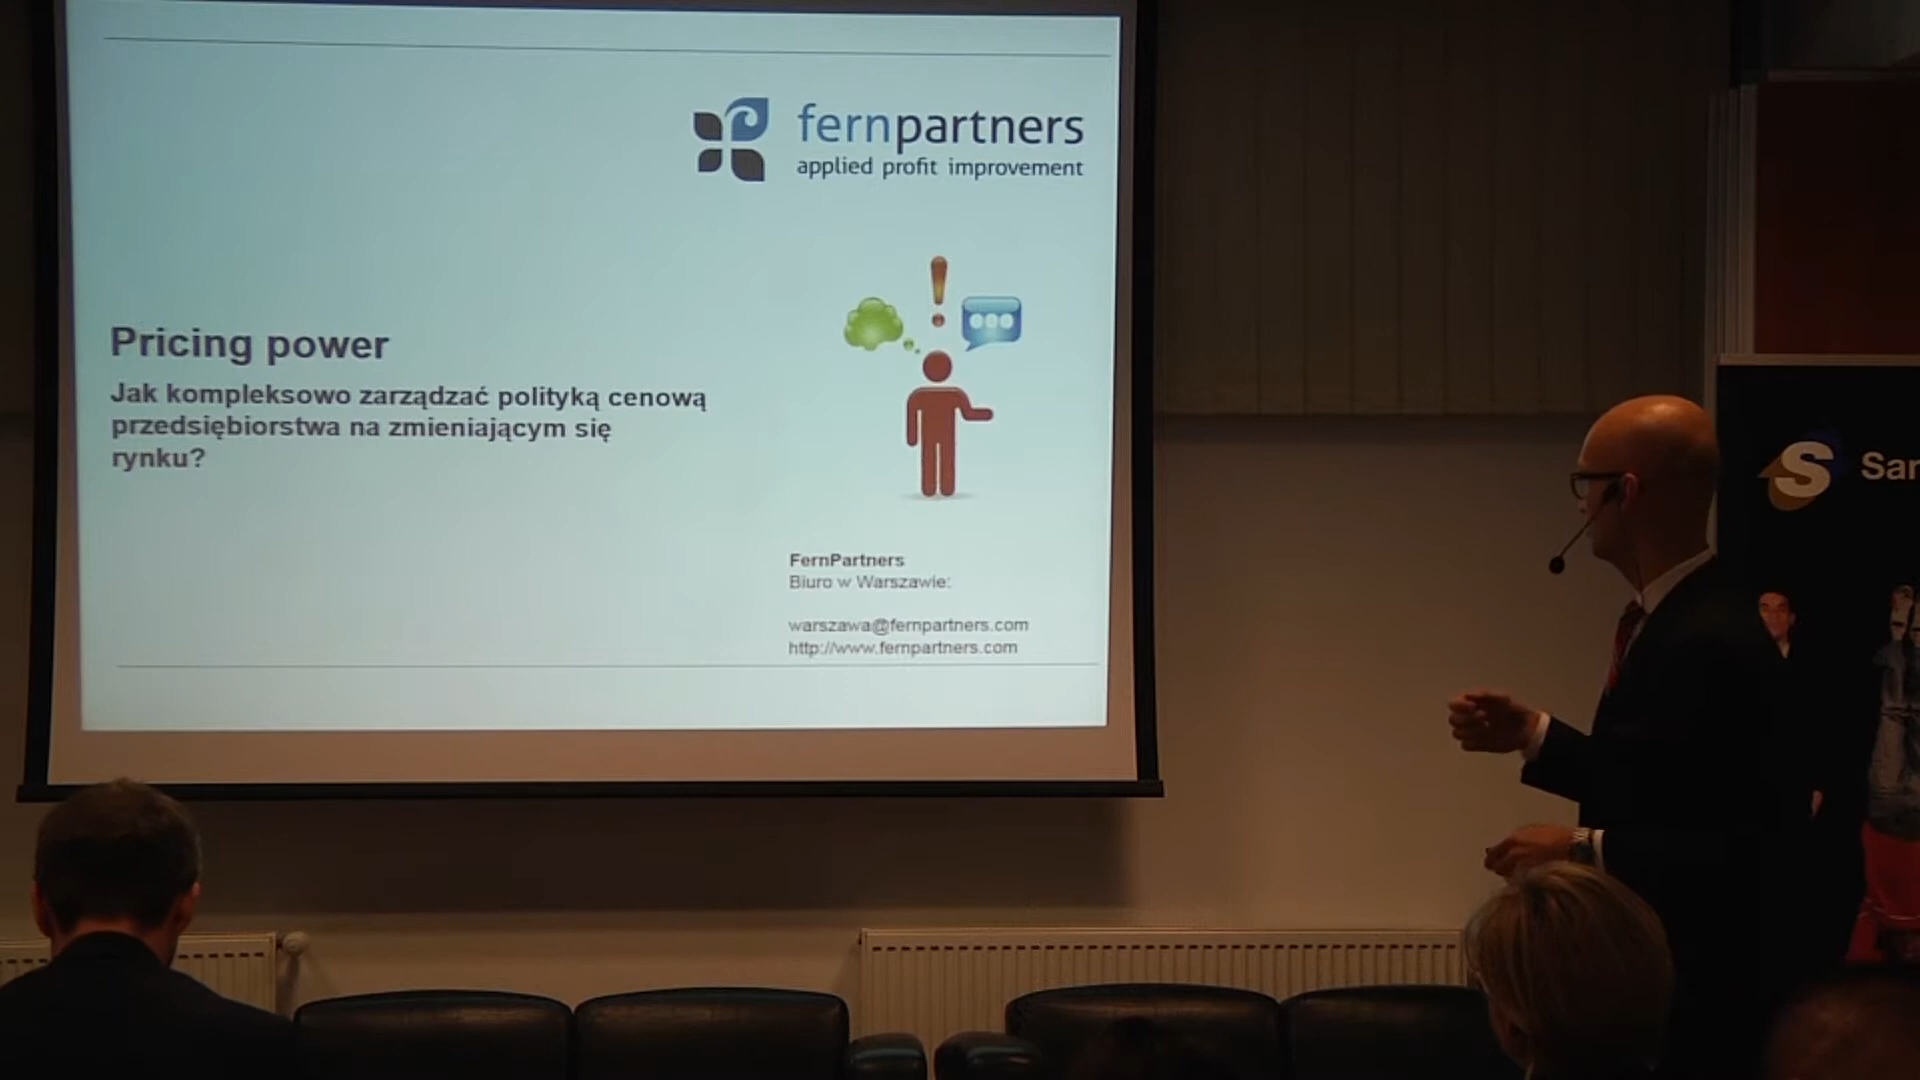 fernpartners
applied profit improvement
Pricing power
Jak kompleksowo zarządzać polityką cenową
przedsiębiorstwa na zmieniającym się
rynku?
FernPartners
Biuro w Warszawie:
warszawa@fernpartners.com
http://www.fernpartners.com
S